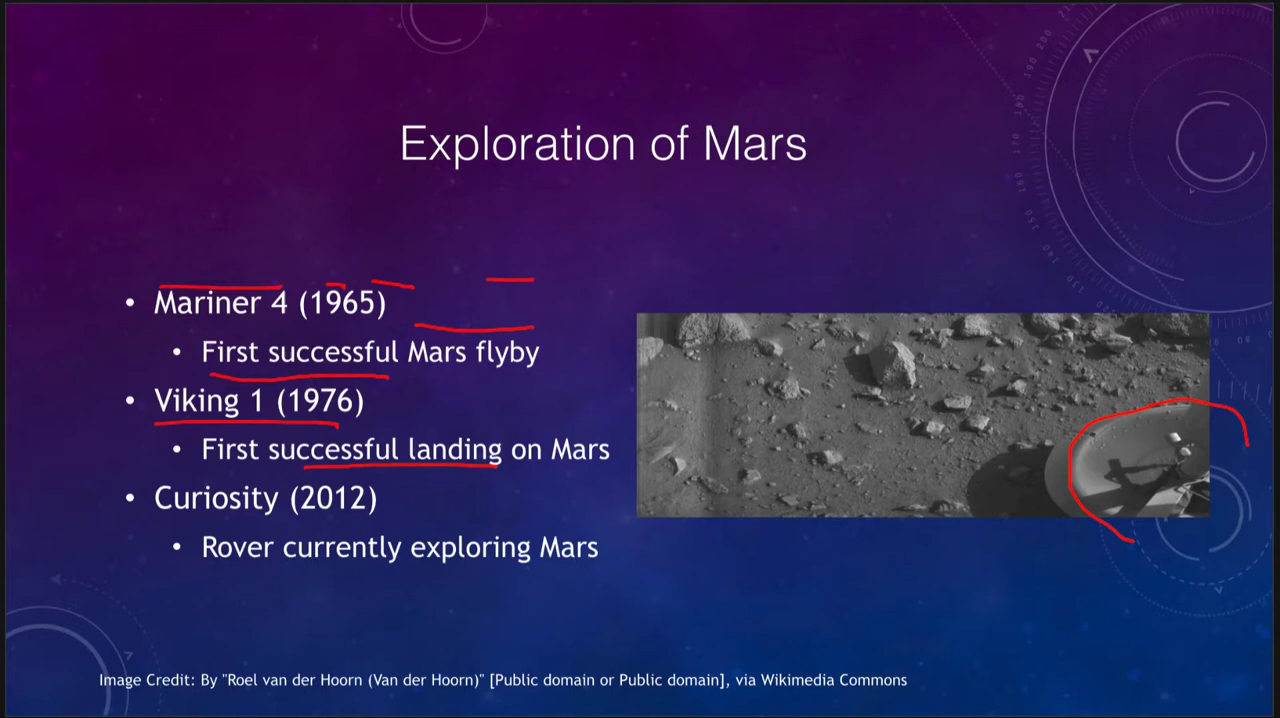 Exploration of Mars
• Mariner 4 (1965)
• First successful Mars flyby
• Viking 1 (1976)
• First successful landing on Mars
• Curiosity (2012)
• Rover currently exploring Mars
Image Credit: By "Roel van der Hoorn (Van der Hoorn)" [Public domain or Public domain], via Wikimedia Commons